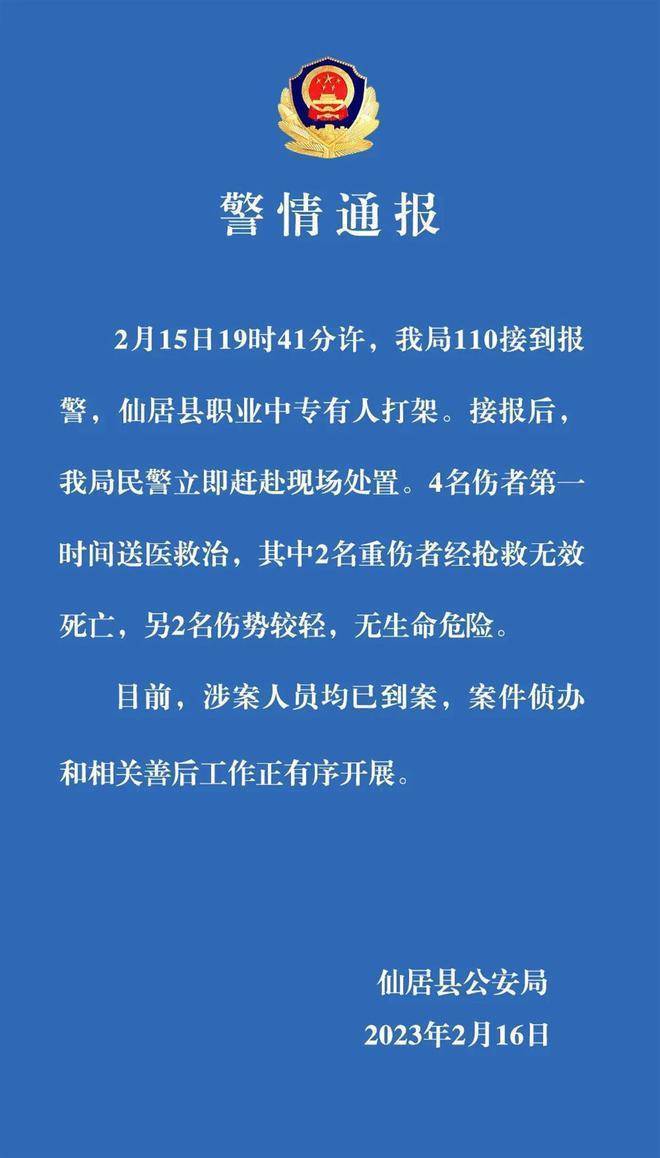 警情通报
2月15日19时41分许，我局110接到报
警，仙居县职业中专有人打架。接报后，
我局民警立即赶赴现场处置。4名伤者第一
时间送医救治，其中2名重伤者经抢救无效
死亡，另2名伤势较轻，无生命危险。
目前，涉案人员均已到案，案件侦办
和相关善后工作正有序开展。
仙居县公安局
2023年2月16日